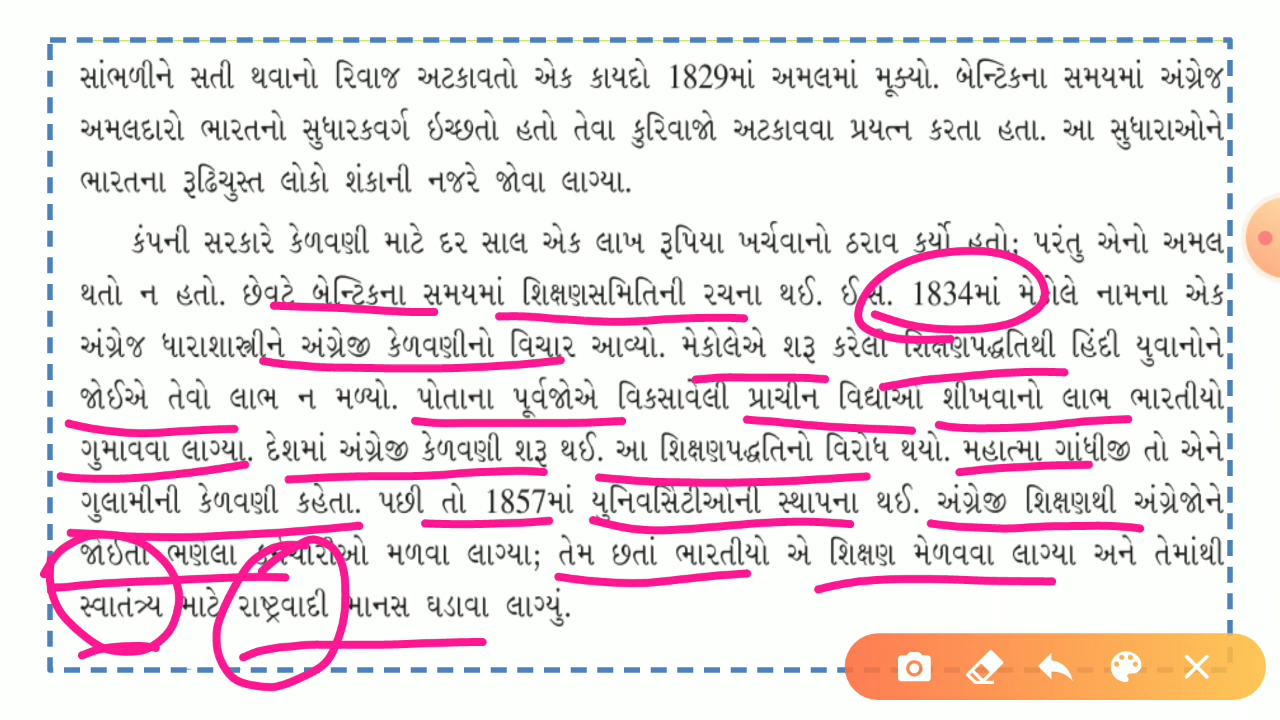 સાંભળીને સતી થવાનો રિવાજ અટકાવતો એક કાયદો 1829માં અમલમાં મૂક્યો. બેન્ટિકના સમયમાં અંગ્રેજ
અમલદારો ભારતનો સુધારકવર્ગ ઇચ્છતો હતો તેવા કુરિવાજો અટકાવવા પ્રયત્ન કરતા હતા. આ સુધારાઓને
ભારતના રૂઢિચુસ્ત લોકો શંકાની નજરે જોવા લાગ્યા.
કંપની સરકારે કેળવણી માટે દર સાલ એક લાખ રૂપિયા ખર્ચવાનો ઠરાવ કર્યો હતો; પરંતુ એનો અમલ
થતો ન હતો. છેવટે બેન્ટિકના સમયમાં શિક્ષણસમિતિની રચના થઈ. ઈ.સ. 1834માં મેકોલે નામના એક
અંગ્રેજ ધારાશાસ્ત્રીને અંગ્રેજી કેળવણીનો વિચાર આવ્યો. મેકોલેએ શરૂ કરેલી શિક્ષણપદ્ધતિથી હિંદી યુવાનોને
જોઈએ તેવો લાભ ન મળ્યો. પોતાના પૂર્વજોએ વિકસાવેલી પ્રાચીન વિદ્યાઓ શીખવાનો લાભ ભારતીયો
ગુમાવવા લાગ્યા. દેશમાં અંગ્રેજી કેળવણી શરૂ થઈ. આ શિક્ષણપદ્ધતિનો વિરોધ થયો. મહાત્મા ગાંધીજી તો એને
ગુલામીની કેળવણી કહેતા. પછી તો 1857માં યુનિવર્સિટીઓની સ્થાપના થઈ. અંગ્રેજી શિક્ષણથી અંગ્રેજોને
જોઈતા ભણેલા કર્મચારીઓ મળવા લાગ્યા; તેમ છતાં ભારતીયો એ શિક્ષણ મેળવવા લાગ્યા અને તેમાંથી
સ્વાતંત્ર્ય માટે રાષ્ટ્રવાદી માનસ ઘડાવા લાગ્યું.